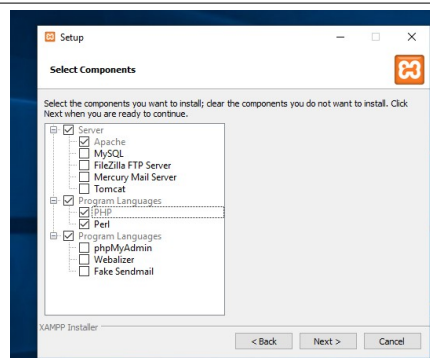 Setup
Select Components
Select the components you want to install; clear the components you do not want to install. Click
Next when you are ready to continue.
Server
Apache
MySQL
FileZilla FTP Server
Mercury Mail Server
Tomcat
Program Languages
PHP
Perl
Program Languages
phpMyAdmin
Webalizer
Fake Sendmail
XAMPP Installer
< Back Next > Cancel